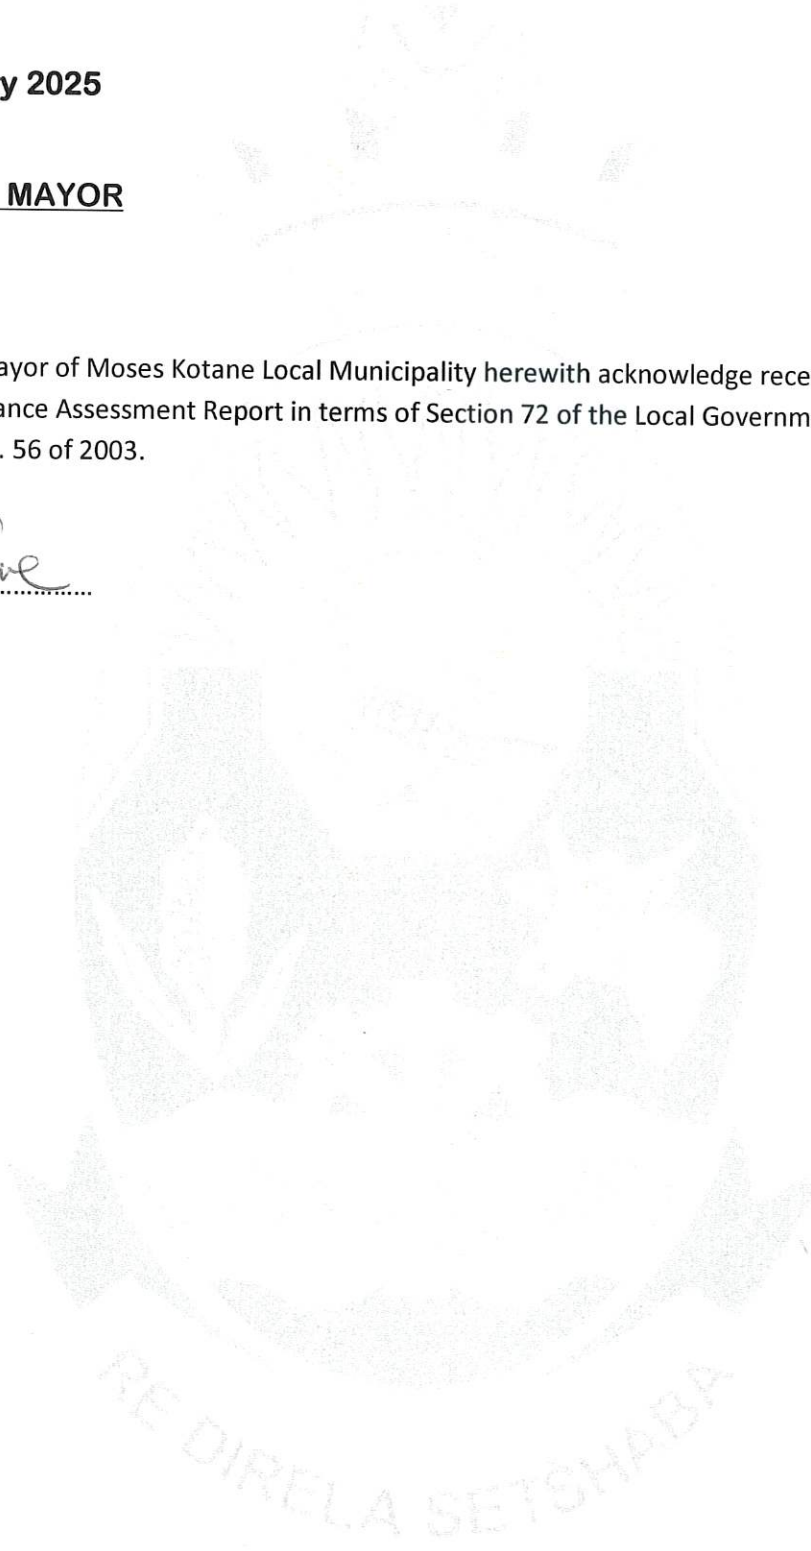 y 2025
MAYOR
ayor of Moses Kotane Local Municipality herewith acknowledge rece
ance Assessment Report in terms of Section 72 of the Local Governm
. 56 of 2003.
RE DIRELA SETSHABA